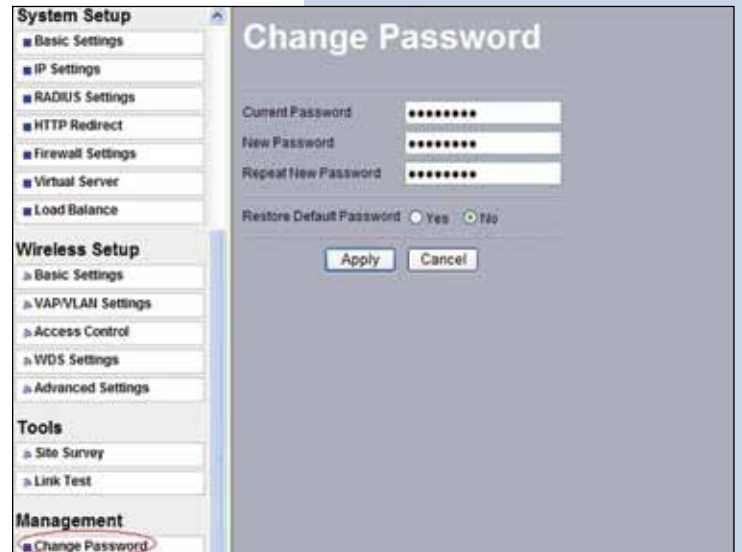 System Setup
Basic Settings
IP Settings
RADIUS Settings
HTTP Redirect
Firewall Settings
Virtual Server
Load Balance
Wireless Setup
Basic Settings
VAP/VLAN Settings
Access Control
WDS Settings
Advanced Settings
Tools
Site Survey
Link Test
Management
Change Password
Change Password
Current Password ••••••••
New Password ••••••••
Repeat New Password ••••••••
Restore Default Password Yes No
Apply Cancel